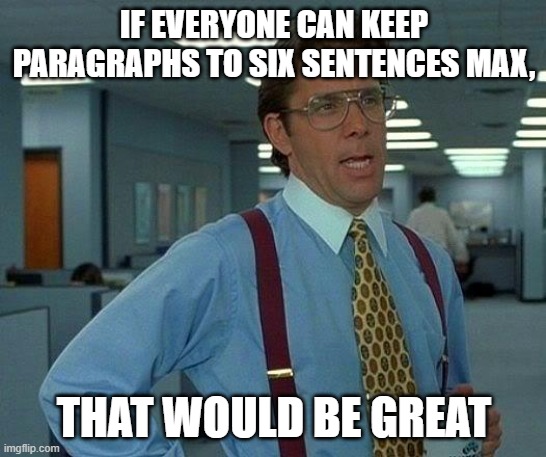 IF EVERYONE CAN KEEP
PARAGRAPHS TO SIX SENTENCES MAX,
THAT WOULD BE GREAT
imgflip.com